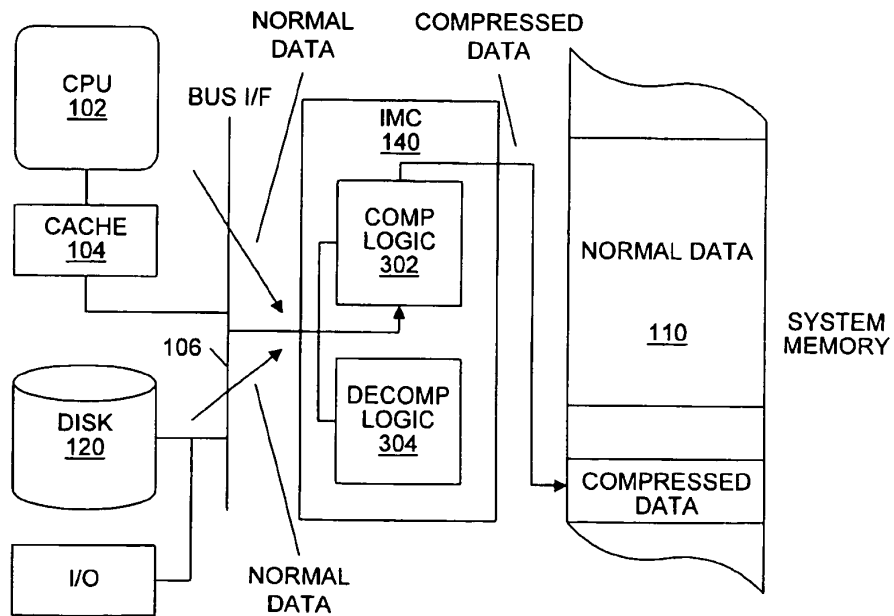 NORMAL
DATA
COMPRESSED
DATA
CPU
102
BUS I/F
IMC
140
CACHE
104
COMP
LOGIC
302
NORMAL DATA
110
SYSTEM
MEMORY
106
DISK
120
DECOMP
LOGIC
304
COMPRESSED
DATA
I/O
NORMAL
DATA